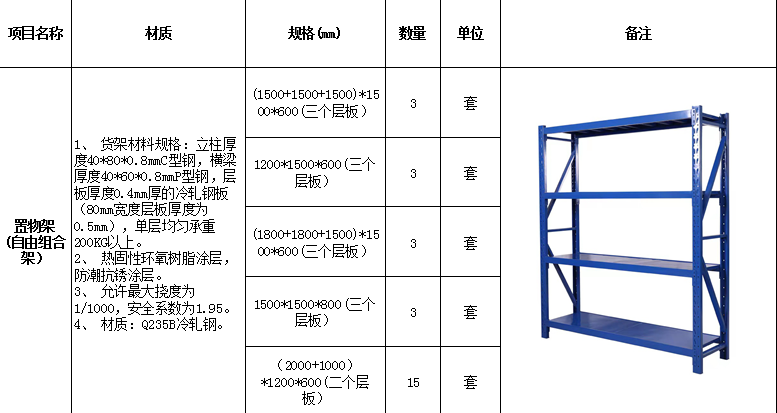 项目名称
材质
规格(mm)
数量
单位
备注
置物架
(自由组合
架）
1、 货架材料规格：立柱厚
度40*80*0.8mmC型钢，横梁
厚度40*60*0.8mmP型钢，层
板厚度0.4mm厚的冷轧钢板
（80mm宽度层板厚度为
0.5mm），单层均匀承重
200KG以上。
2、 热固性环氧树脂涂层，
防潮抗锈涂层。
3、 允许最大挠度为
1/1000，安全系数为1.95。
4、 材质：Q235B冷轧钢。
(1500+1500+1500)*15
00*600(三个层板）
3
套
1200*1500*600(三个
层板）
3
套
(1800+1800+1500)*15
00*600(三个层板）
3
套
1500*1500*800(三个
层板）
3
套
（2000+1000）
*1200*600(二个层
板）
15
套